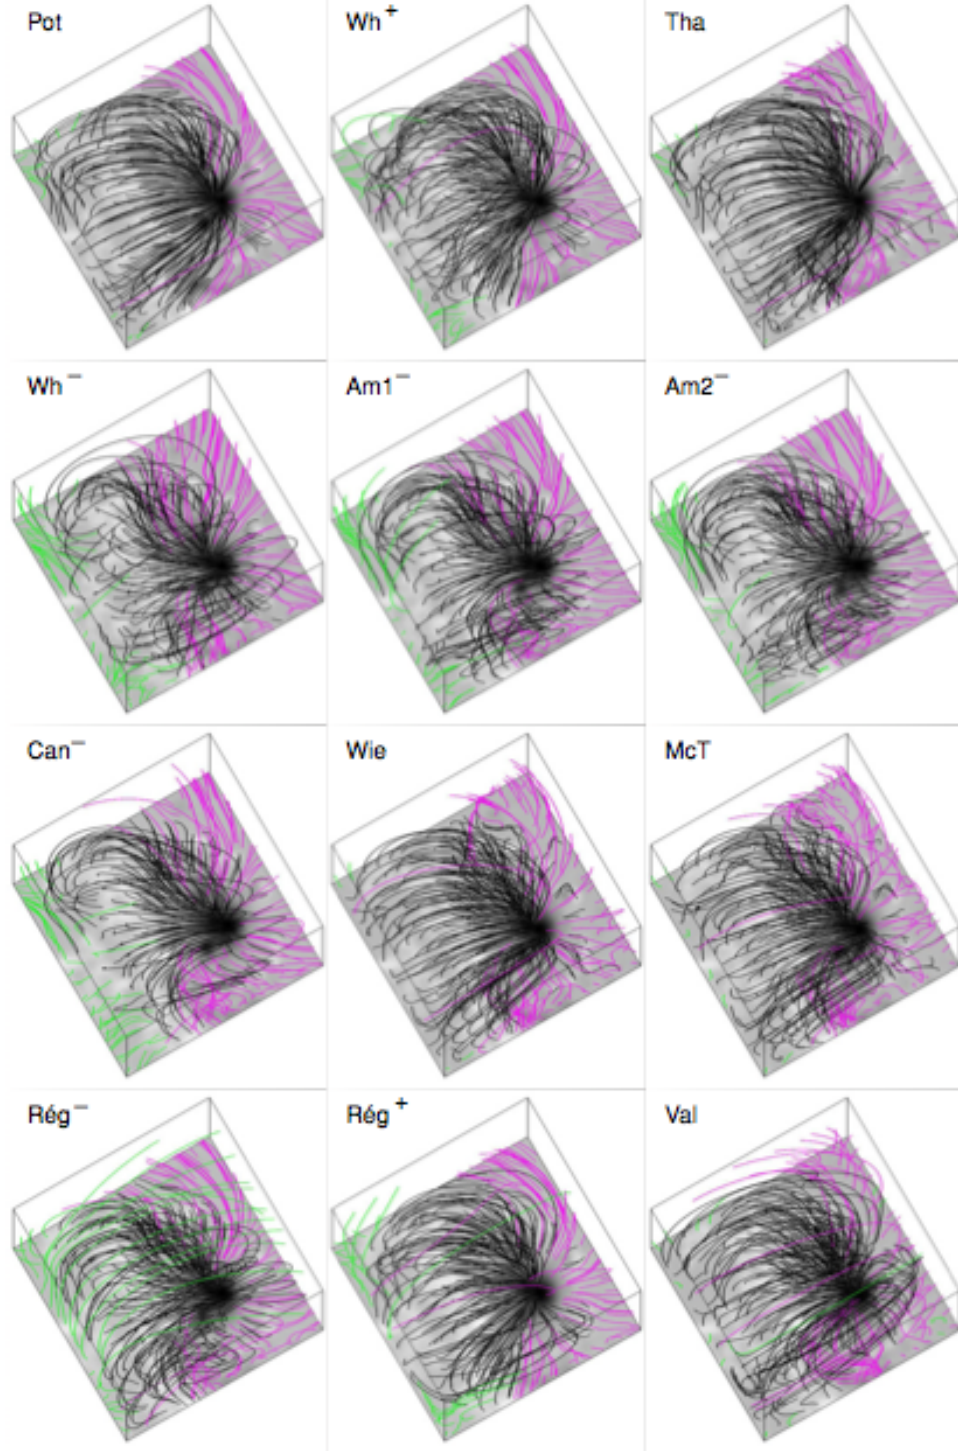 Pot
Wh +
Tha
Wh −
Am1 −
Am2 −
Can −
Wie
McT
Rég −
Rég +
Val